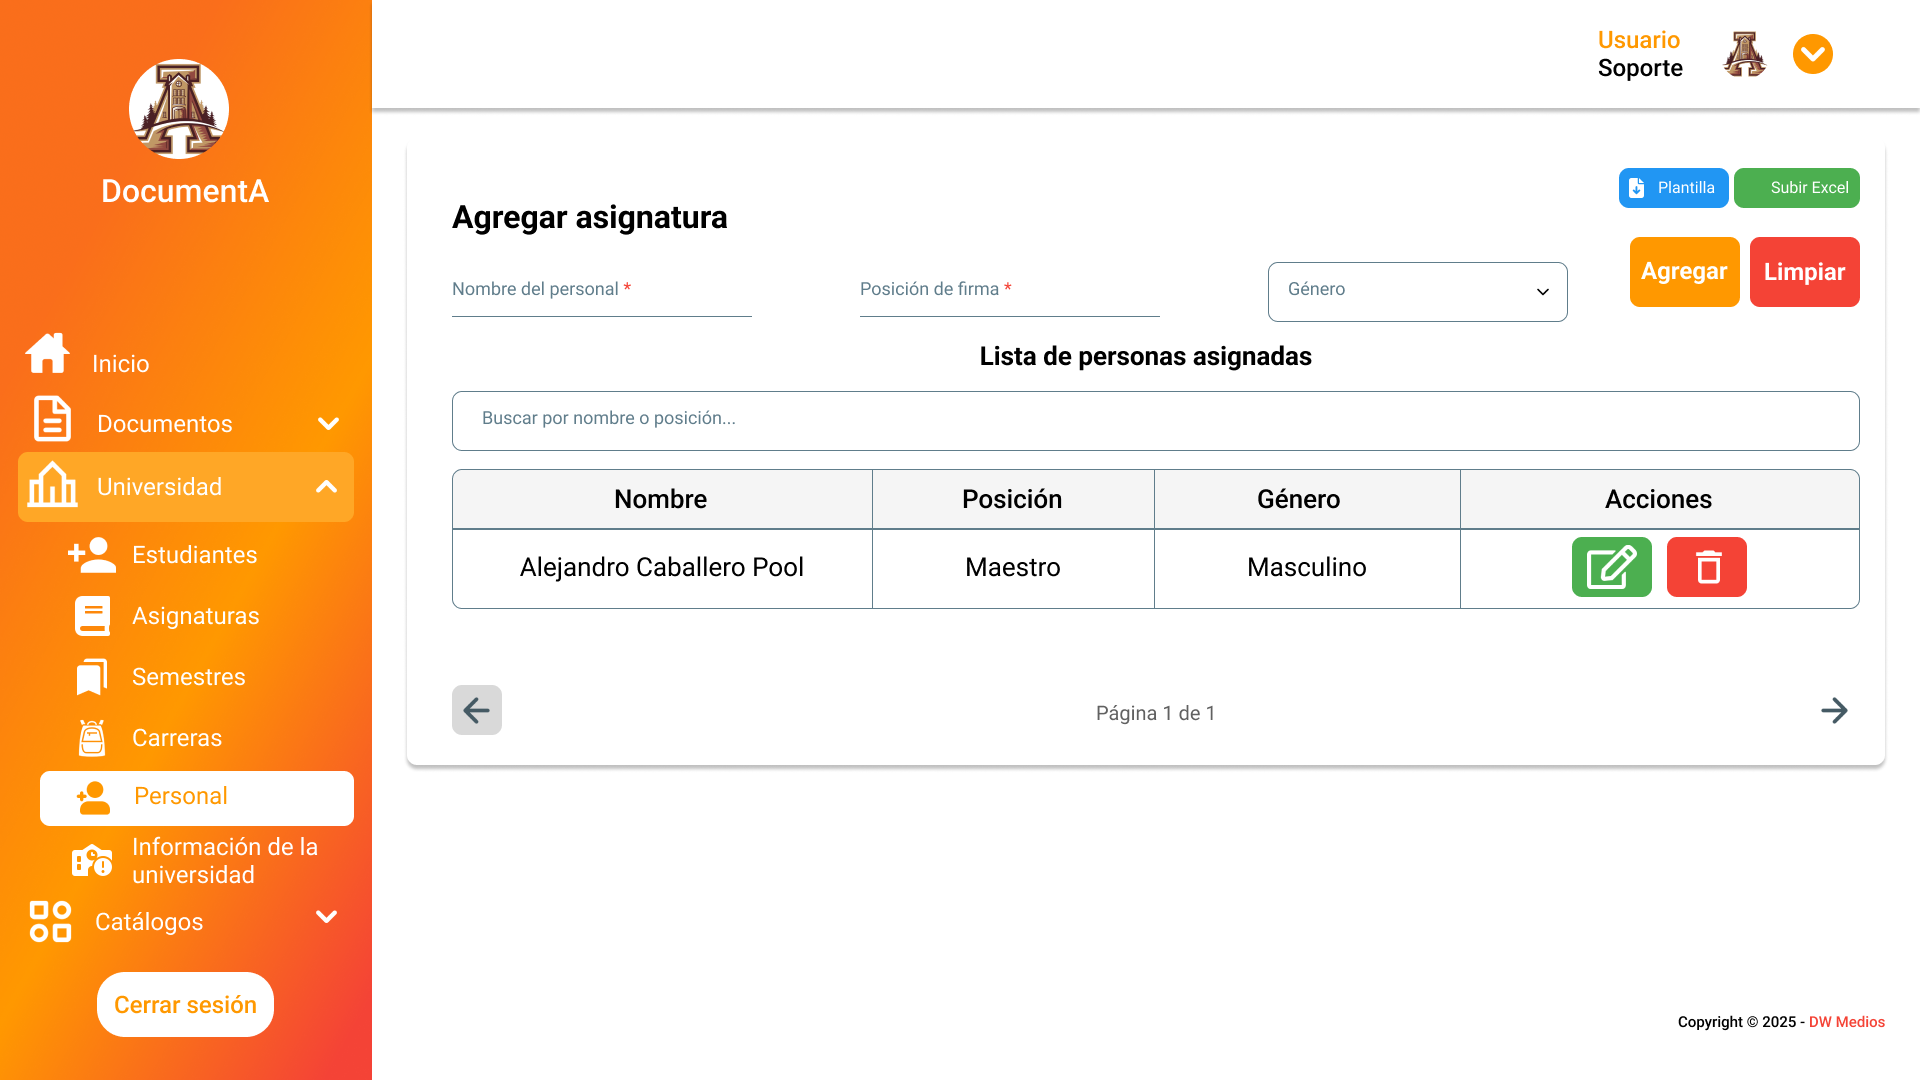 DocumentA
Inicio
Documentos
Universidad
Estudiantes
Asignaturas
Semestres
Carreras
Personal
Información de la
universidad
Catálogos
Cerrar sesión
Usuario
Soporte
Plantilla
Subir Excel
Agregar asignatura
Agregar
Limpiar
Nombre del personal *
Posición de firma *
Género
Lista de personas asignadas
Buscar por nombre o posición...
Nombre Posición Género Acciones
Alejandro Caballero Pool Maestro Masculino
Página 1 de 1
Copyright © 2025 - DW Medios